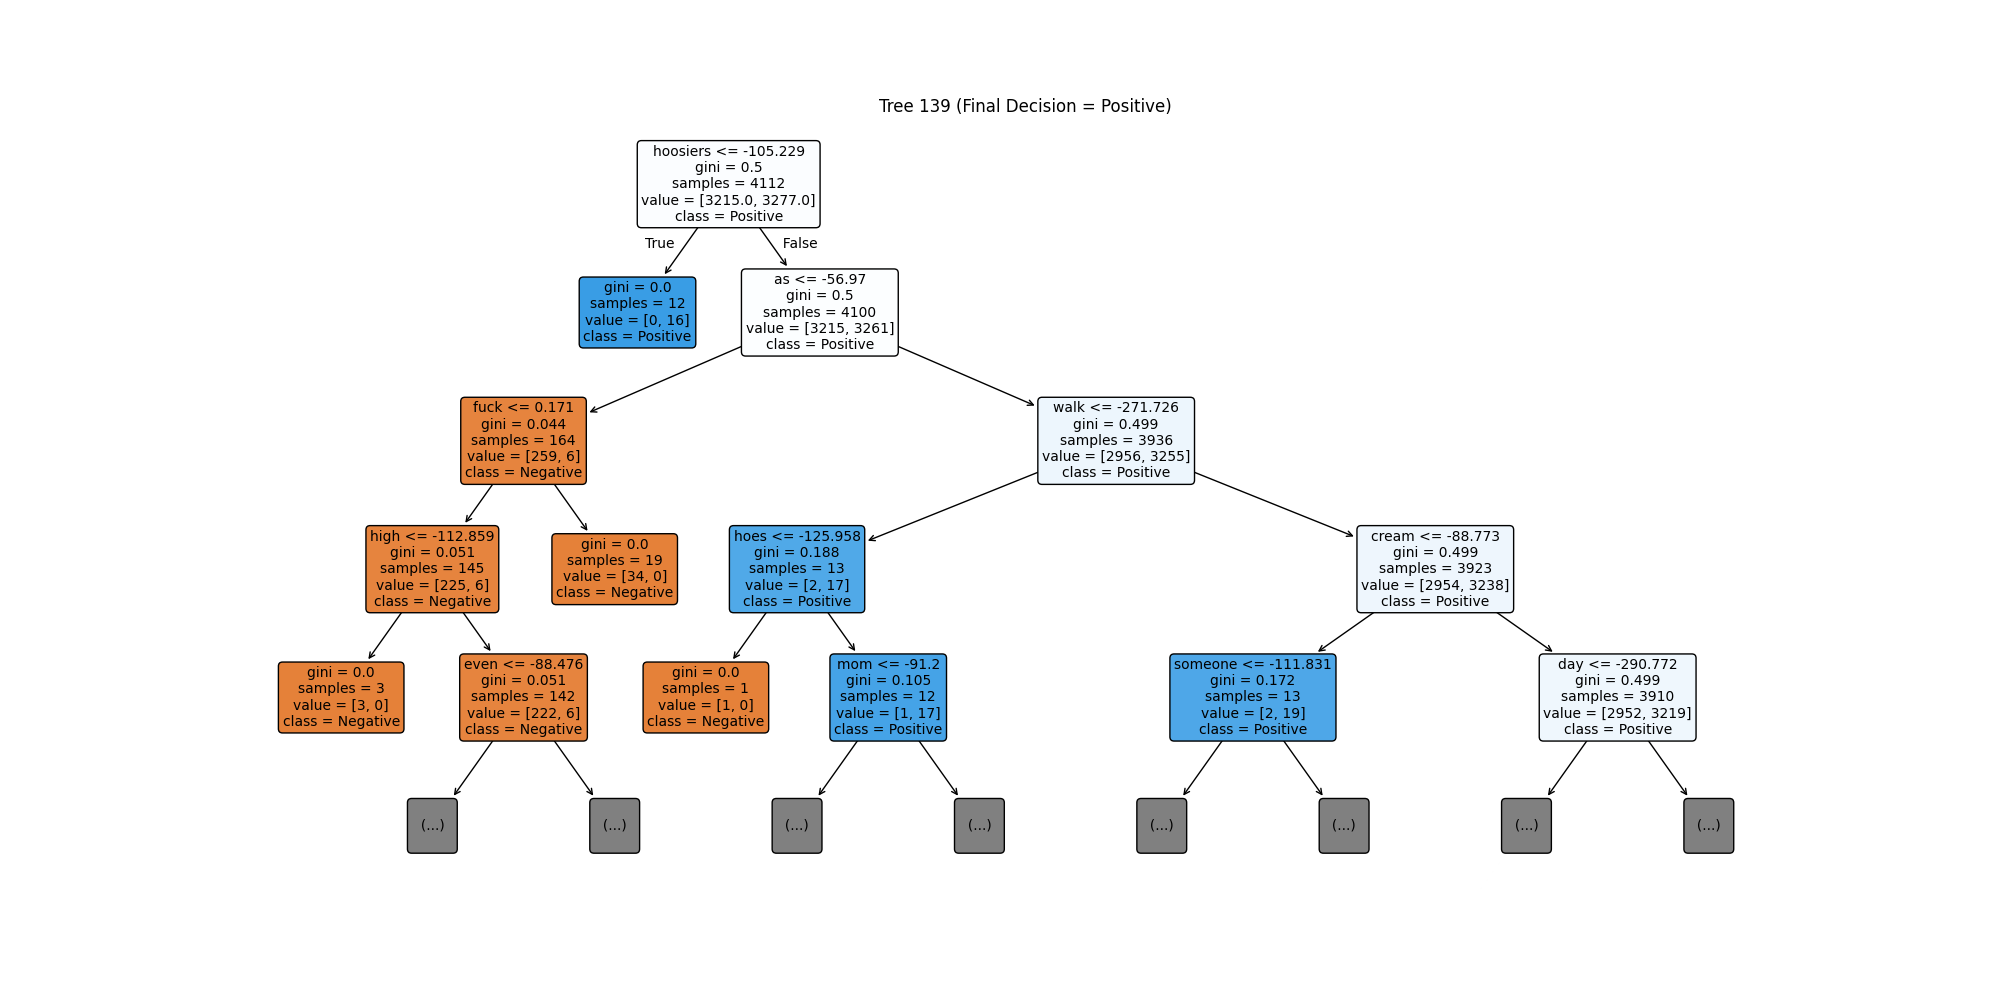 Tree 139 (Final Decision = Positive)
hoosiers <= -105.229
gini = 0.5
samples = 4112
value = [3215.0, 3277.0]
class = Positive
True
False
gini = 0.0
samples = 12
value = [0, 16]
class = Positive
as <= -56.97
gini = 0.5
samples = 4100
value = [3215, 3261]
class = Positive
fuck <= 0.171
gini = 0.044
samples = 164
value = [259, 6]
class = Negative
walk <= -271.726
gini = 0.499
samples = 3936
value = [2956, 3255]
class = Positive
high <= -112.859
gini = 0.051
samples = 145
value = [225, 6]
class = Negative
gini = 0.0
samples = 19
value = [34, 0]
class = Negative
hoes <= -125.958
gini = 0.188
samples = 13
value = [2, 17]
class = Positive
cream <= -88.773
gini = 0.499
samples = 3923
value = [2954, 3238]
class = Positive
gini = 0.0
samples = 3
value = [3, 0]
class = Negative
even <= -88.476
gini = 0.051
samples = 142
value = [222, 6]
class = Negative
gini = 0.0
samples = 1
value = [1, 0]
class = Negative
mom <= -91.2
gini = 0.105
samples = 12
value = [1, 17]
class = Positive
someone <= -111.831
gini = 0.172
samples = 13
value = [2, 19]
class = Positive
day <= -290.772
gini = 0.499
samples = 3910
value = [2952, 3219]
class = Positive
(...)
(...)
(...)
(...)
(...)
(...)
(...)
(...)